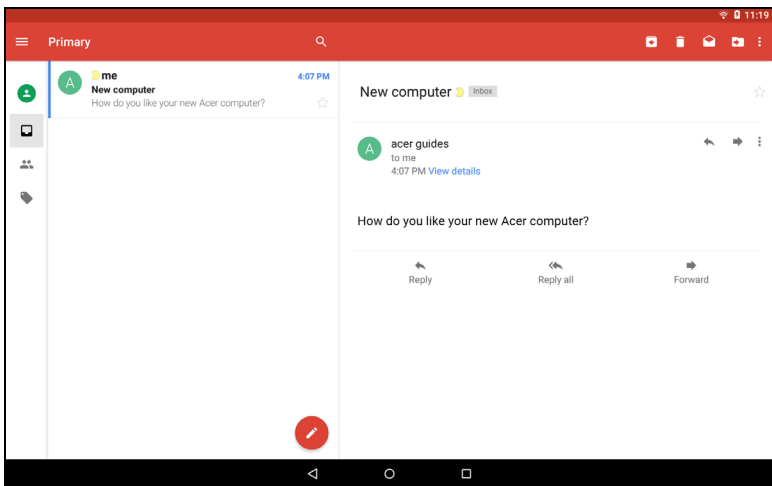 11:19
Primary
A
me
4:07 PM
New computer
How do you like your new Acer computer?
New computer Inbox
A
acer guides
to me
4:07 PM View details
How do you like your new Acer computer?
Reply
Reply all
Forward